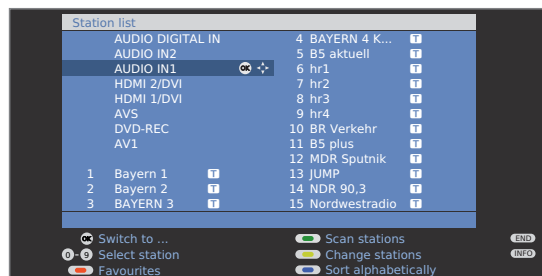 Station list
AUDIO DIGITAL IN
AUDIO IN2
AUDIO IN1 OK
HDMI 2/DVI
HDMI 1/DVI
AVS
DVD-REC
AV1
1 Bayern 1 T
2 Bayern 2 T
3 BAYERN 3 T
4 BAYERN 4 K... T
5 B5 aktuell T
6 hr1 T
7 hr2 T
8 hr3 T
9 hr4 T
10 BR Verkehr T
11 B5 plus T
12 MDR Sputnik T
13 JUMP T
14 NDR 90,3 T
15 Nordwestradio T
OK Switch to ...
0-9 Select station
Favourites
Scan stations
Change stations
Sort alphabetically
END
INFO